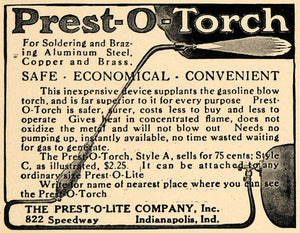 Prest-O-Torch
For Soldering and Braz-
ing Aluminum Steel,
Copper and Brass.
SAFE - ECONOMICAL - CONVENIENT
This inexpensive device supplants the gasoline blow
torch, and is far superior to it for every purpose Prest-
O-Torch is safer, surer, costs less to buy and less to
operate Gives heat in concentrated flame, does not
oxidize the metal and will not blow out Needs no
pumping up, instantly available, no time wasted waiting
for gas to generate.
The Prest-O-Torch, Style A, sells for 75 cents; Style
C, as illustrated, $2.25. It can be attached to any
ordinary size Prest-O-Lite
Write for name of nearest place where you can see
the Prest-O-Torch
THE PREST-O-LITE COMPANY, Inc.
822 Speedway Indianapolis, Ind.